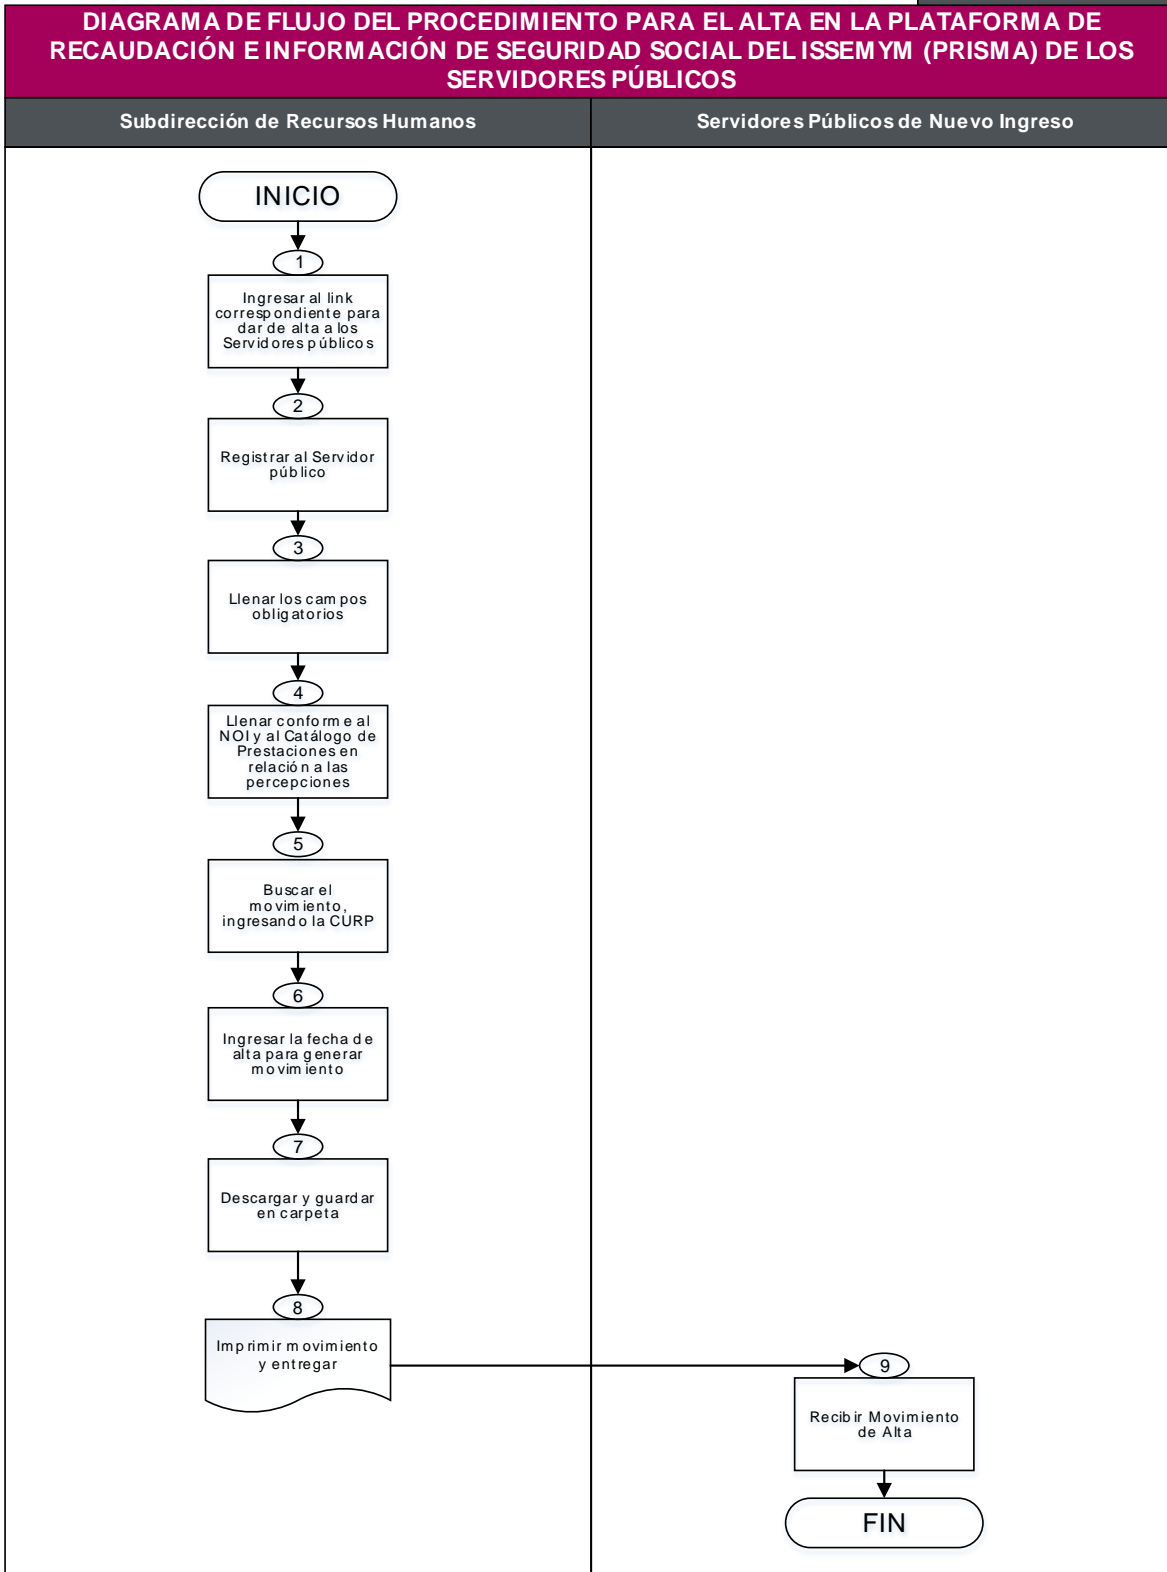 DIAGRAMA DE FLUJO DEL PROCEDIMIENTO PARA EL ALTA EN LA PLATAFORMA DE
RECAUDACIÓN E INFORMACIÓN DE SEGURIDAD SOCIAL DEL ISSEMYM (PRISMA) DE LOS
SERVIDORES PÚBLICOS
Subdirección de Recursos Humanos
Servidores Públicos de Nuevo Ingreso
INICIO
1
Ingresar al link
correspondiente para
dar de alta a los
Servidores públicos
2
Registrar al Servidor
público
3
Llenar los campos
obligatorios
4
Llenar conforme al
NOI y al Catálogo de
Prestaciones en
relación a las
percepciones
5
Buscar el
movimiento,
ingresando la CURP
6
Ingresar la fecha de
alta para generar
movimiento
7
Descargar y guardar
en carpeta
8
Imprimir movimiento
y entregar
9
Recibir Movimiento
de Alta
FIN